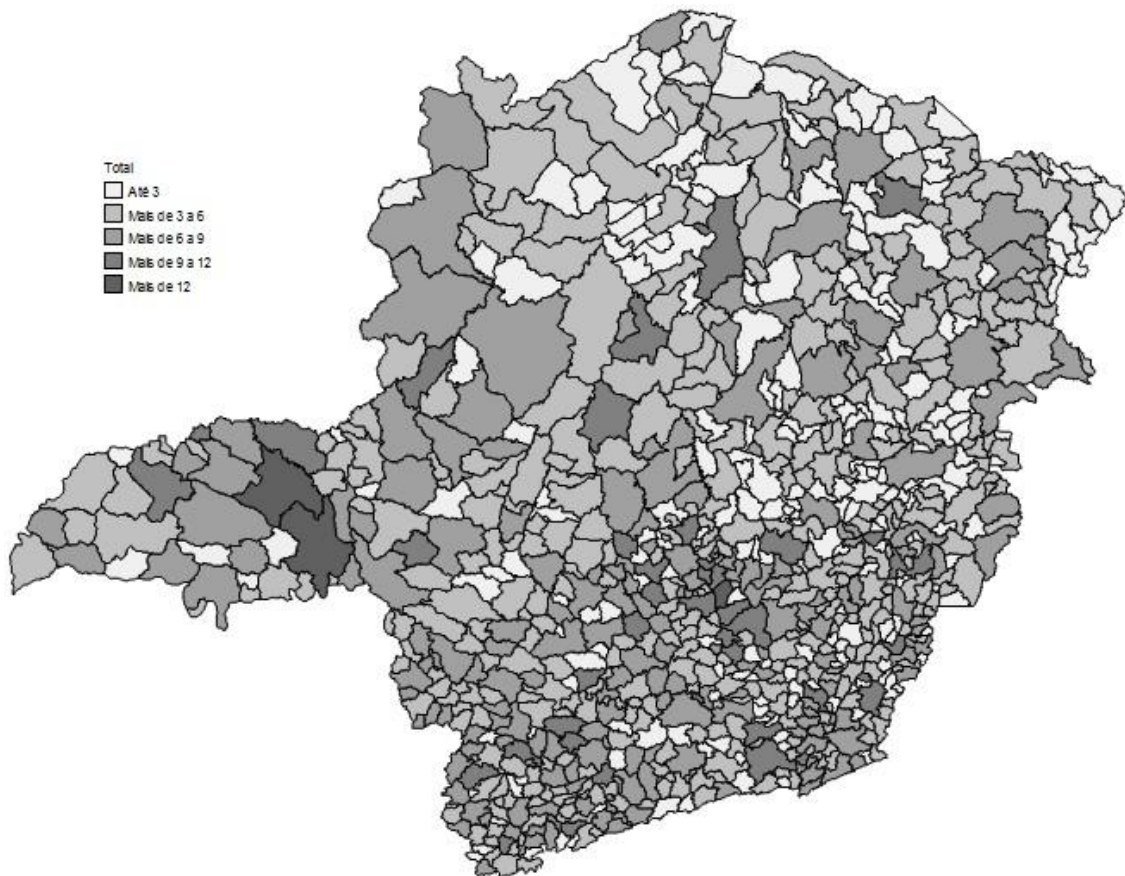 Total
Até 3
Mais de 3 a 6
Mais de 6 a 9
Mais de 9 a 12
Mais de 12